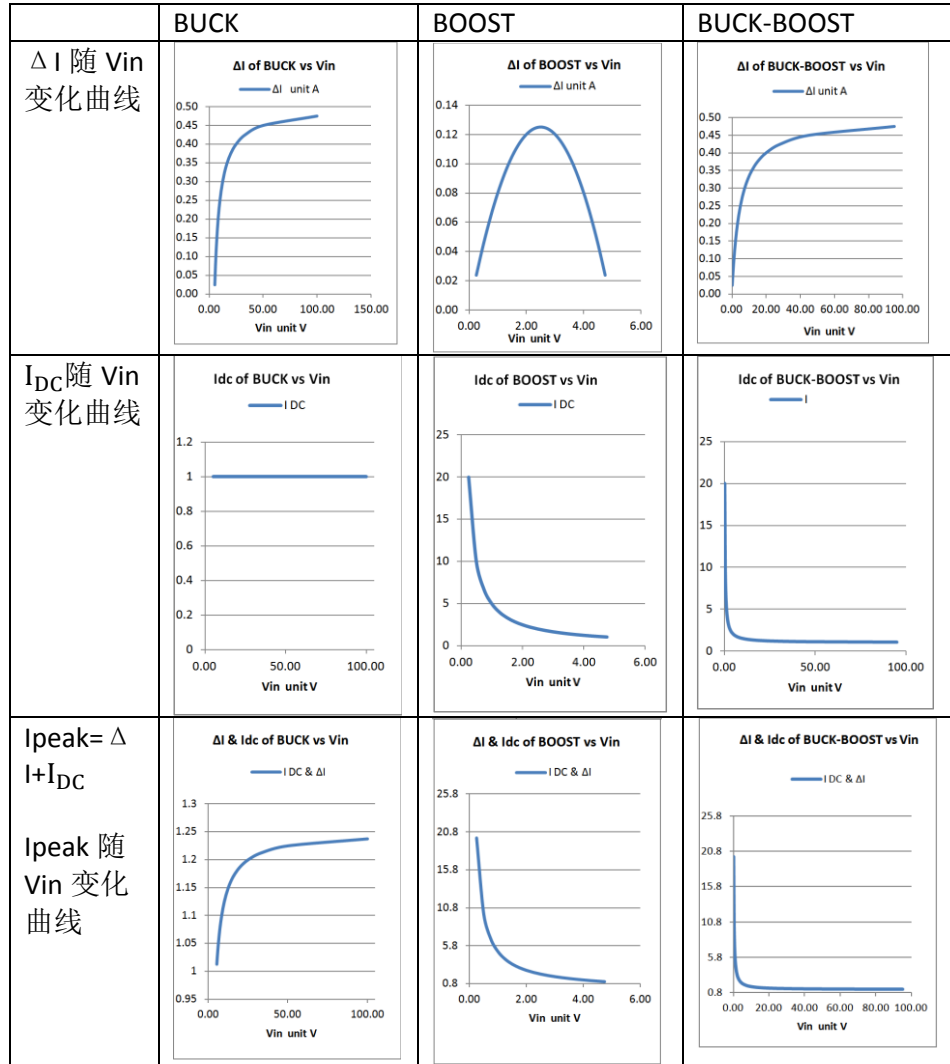 BUCK
BOOST
BUCK-BOOST
ΔI 随 Vin
变化曲线
ΔI of BUCK vs Vin
ΔI unit A
0.50
0.45
0.40
0.35
0.30
0.25
0.20
0.15
0.10
0.05
0.00
0.00 50.00 100.00 150.00
Vin unit V
ΔI of BOOST vs Vin
ΔI unit A
0.14
0.12
0.10
0.08
0.06
0.04
0.02
0.00
0.00 2.00 4.00 6.00
Vin unit V
ΔI of BUCK-BOOST vs Vin
ΔI unit A
0.50
0.45
0.40
0.35
0.30
0.25
0.20
0.15
0.10
0.05
0.00
0.00 20.00 40.00 60.00 80.00 100.00
Vin unit V
I_DC随 Vin
变化曲线
Idc of BUCK vs Vin
I DC
1.2
1
0.8
0.6
0.4
0.2
0
0.00 50.00 100.00
Vin unit V
Idc of BOOST vs Vin
I DC
25
20
15
10
5
0
0.00 2.00 4.00 6.00
Vin unit V
Idc of BUCK-BOOST vs Vin
I
25
20
15
10
5
0
0.00 50.00 100.00
Vin unit V
Ipeak= Δ
I+I_DC
Ipeak 随
Vin 变化
曲线
ΔI & Idc of BUCK vs Vin
I DC & ΔI
1.3
1.25
1.2
1.15
1.1
1.05
1
0.95
0.00 50.00 100.00
Vin unit V
ΔI & Idc of BOOST vs Vin
I DC & ΔI
25.8
20.8
15.8
10.8
5.8
0.8
0.00 2.00 4.00 6.00
Vin unit V
ΔI & Idc of BUCK-BOOST vs Vin
I DC & ΔI
25.8
20.8
15.8
10.8
5.8
0.8
0.00 20.00 40.00 60.00 80.00 100.00
Vin unit V